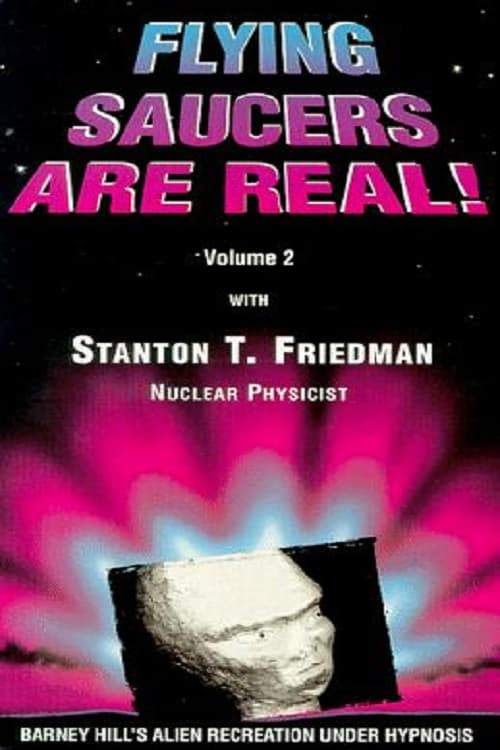 FLYING
SAUCERS
ARE REAL!
Volume 2
WITH
STANTON T. FRIEDMAN
NUCLEAR PHYSICIST
BARNEY HILL'S ALIEN RECREATION UNDER HYPNOSIS